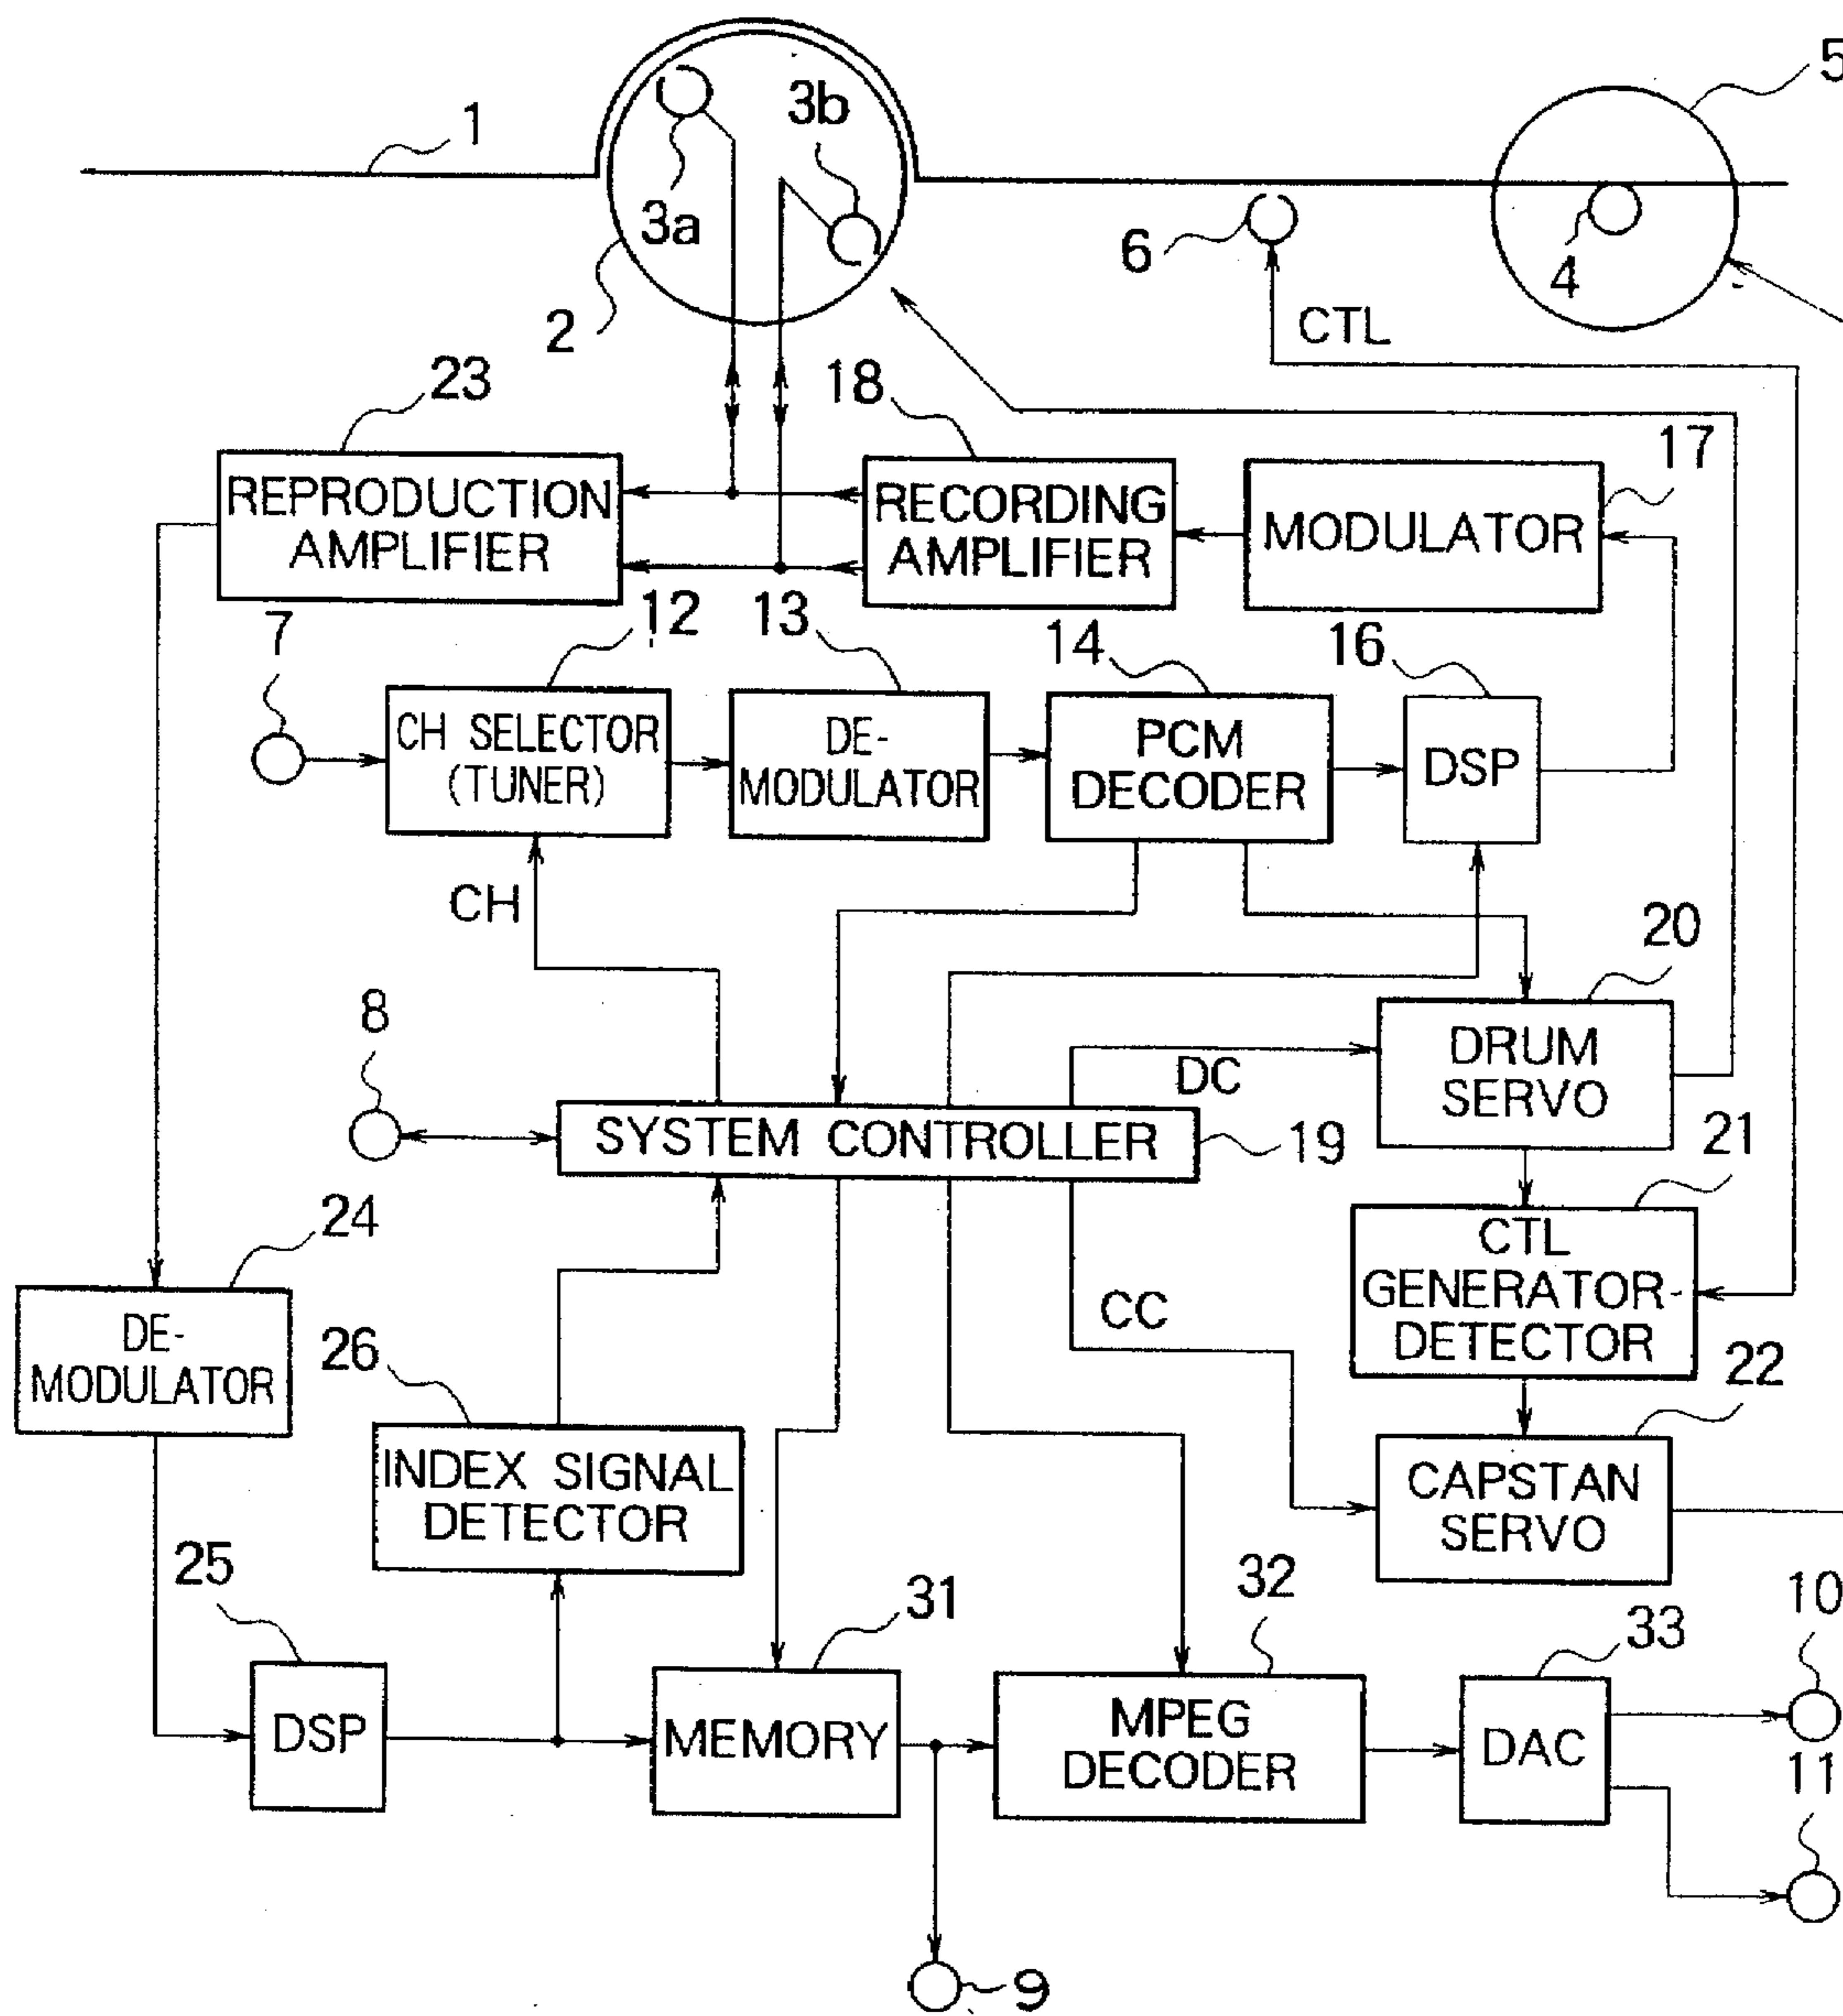 5
1
3b
3a
6
4
2
CTL
23
18
17
REPRODUCTION
AMPLIFIER
RECORDING
AMPLIFIER
MODULATOR
7
12
13
14
16
CH SELECTOR
(TUNER)
DE-
MODULATOR
PCM
DECODER
DSP
CH
20
8
DC
DRUM
SERVO
SYSTEM CONTROLLER
19
21
24
CTL
GENERATOR-
DETECTOR
DE-
MODULATOR
CC
26
22
INDEX SIGNAL
DETECTOR
CAPSTAN
SERVO
25
31
32
33
10
DSP
MEMORY
MPEG
DECODER
DAC
11
9